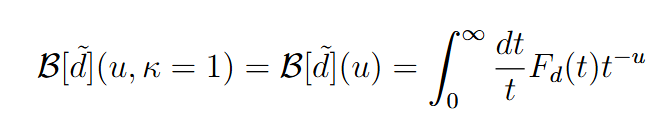 $\mathcal{B}[\tilde{d}](u, \kappa = 1) = \mathcal{B}[\tilde{d}](u) = \int_0^\infty \frac{dt}{t} F_d(t) t^{-u}$